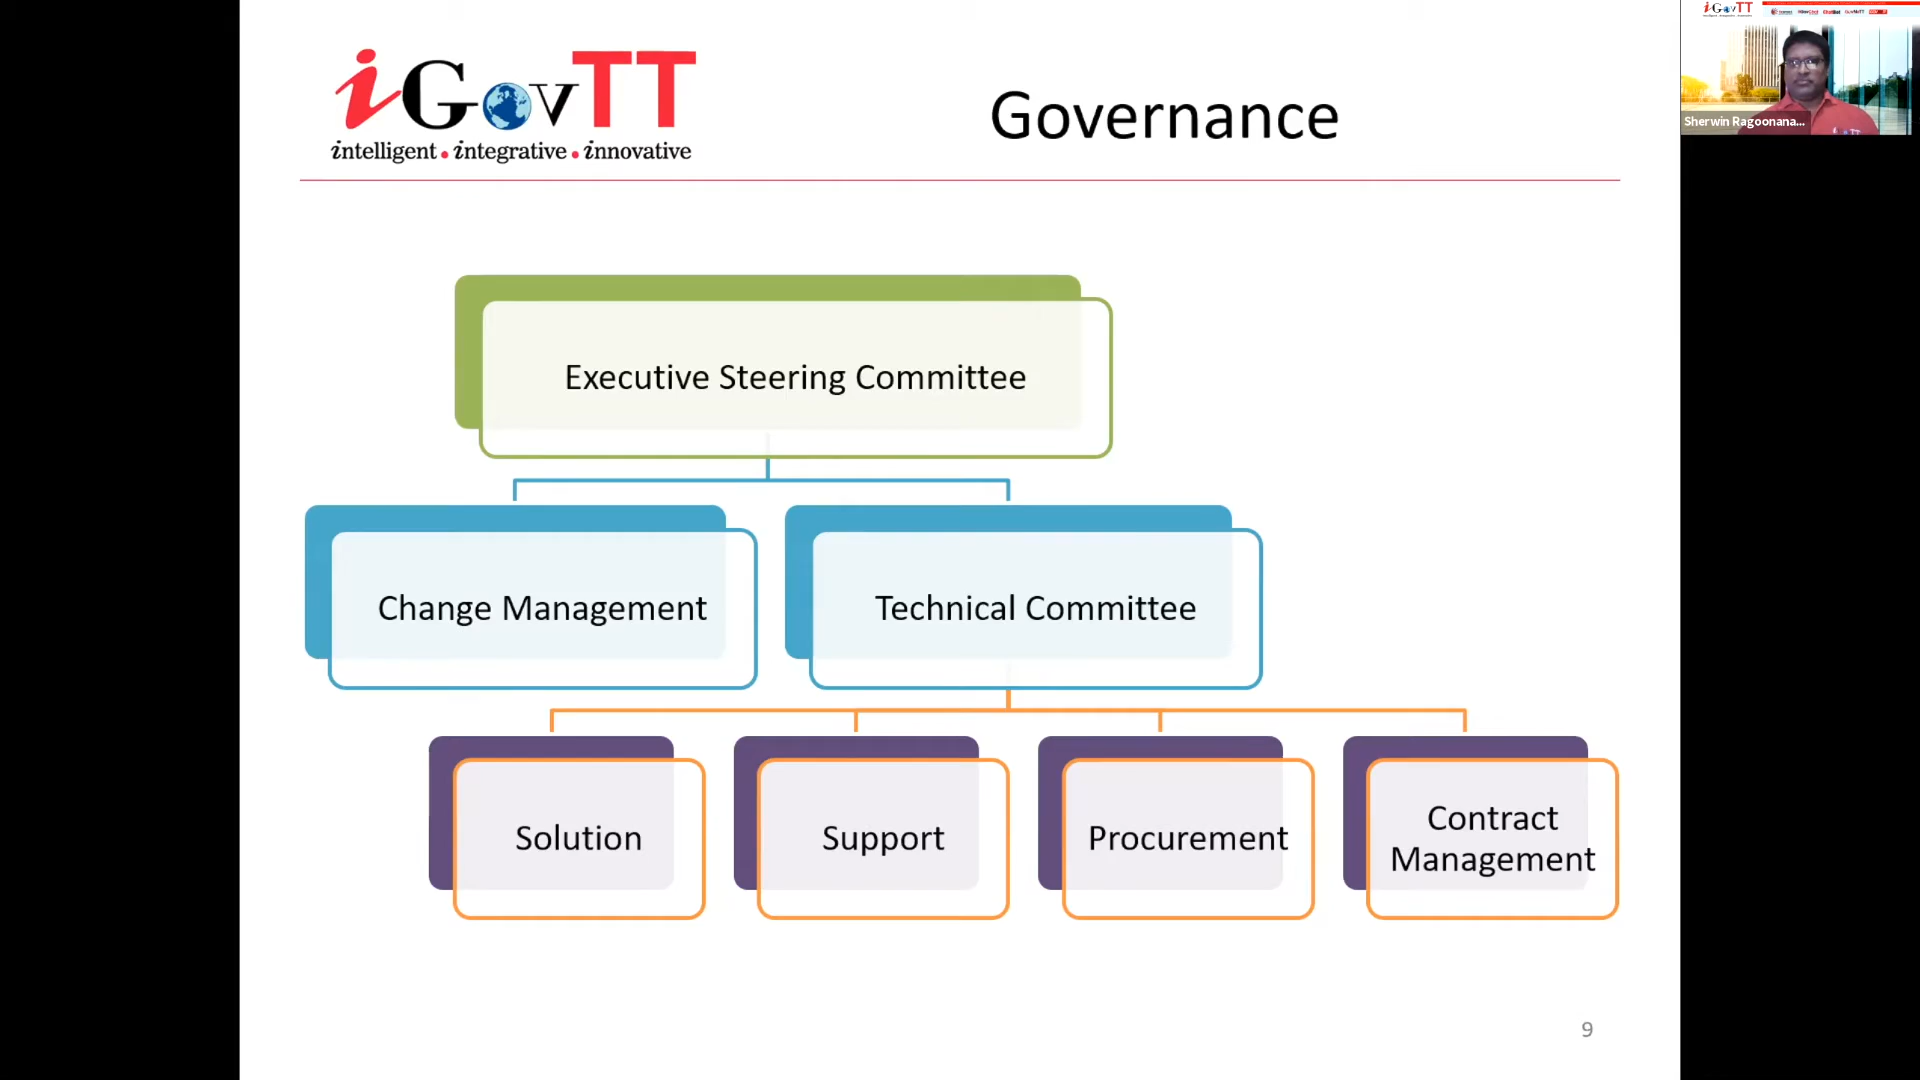 iGovTT
intelligent • integrative • innovative
Governance
iGovTT
Sherwin Ragoonana...
Executive Steering Committee
Change Management
Technical Committee
Solution
Support
Procurement
Contract
Management
9